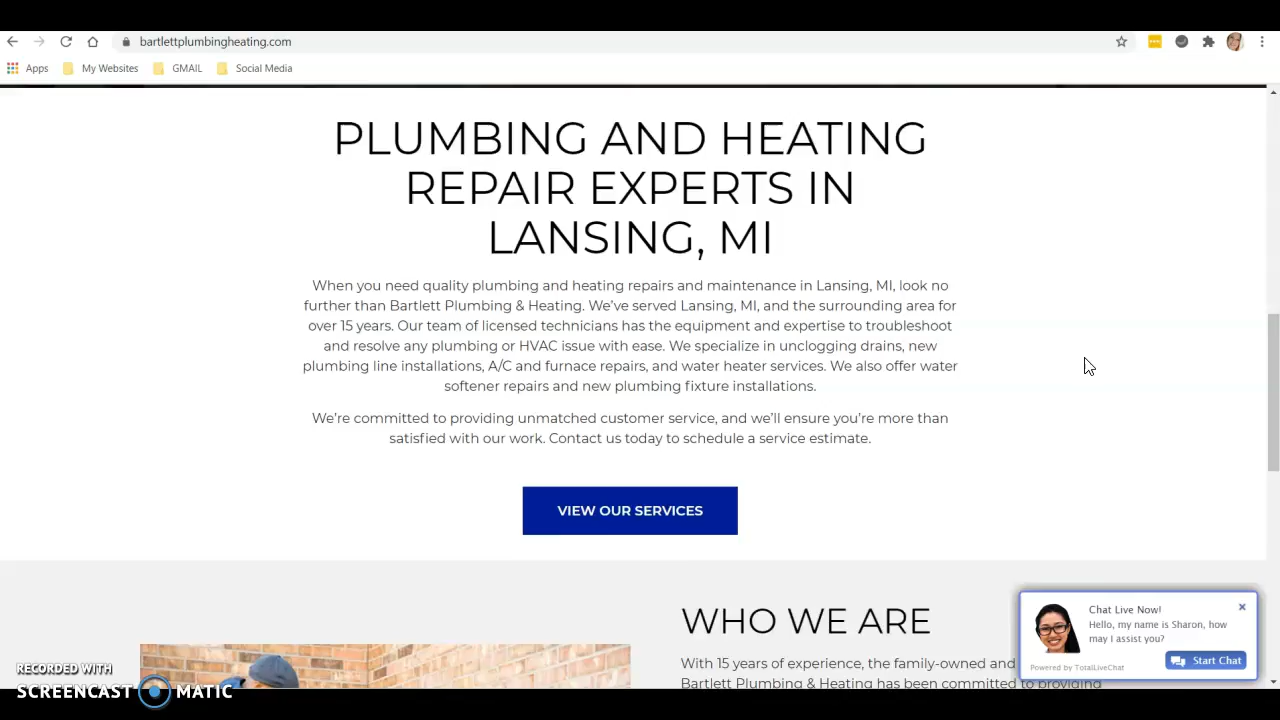 bartlettplumbingheating.com
Apps
My Websites
GMAIL
Social Media
PLUMBING AND HEATING
REPAIR EXPERTS IN
LANSING, MI
When you need quality plumbing and heating repairs and maintenance in Lansing, MI, look no
further than Bartlett Plumbing & Heating. We’ve served Lansing, MI, and the surrounding area for
over 15 years. Our team of licensed technicians has the equipment and expertise to troubleshoot
and resolve any plumbing or HVAC issue with ease. We specialize in unclogging drains, new
plumbing line installations, A/C and furnace repairs, and water heater services. We also offer water
softener repairs and new plumbing fixture installations.
We’re committed to providing unmatched customer service, and we’ll ensure you’re more than
satisfied with our work. Contact us today to schedule a service estimate.
VIEW OUR SERVICES
WHO WE ARE
With 15 years of experience, the family-owned and
Bartlett Plumbing & Heating has been committed to providing
Chat Live Now!
Hello, my name is Sharon, how
may I assist you?
Start Chat
Powered by TotalLiveChat
RECORDED WITH
SCREENCAST MATIC